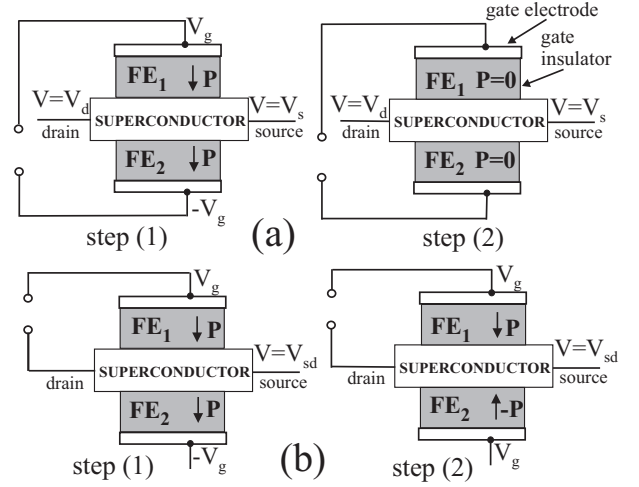 V_g
FE_1 ↓ P
V=V_d
drain
SUPERCONDUCTOR
V=V_s
source
FE_2 ↓ P
-V_g
step (1)
(a)
gate electrode
gate
insulator
FE_1 P=0
V=V_d
drain
SUPERCONDUCTOR
V=V_s
source
FE_2 P=0
step (2)
V_g
FE_1 ↓ P
drain
SUPERCONDUCTOR
V=V_sd
source
FE_2 ↓ P
-V_g
step (1)
(b)
V_g
FE_1 ↓ P
drain
SUPERCONDUCTOR
V=V_sd
source
FE_2 ↑ -P
V_g
step (2)